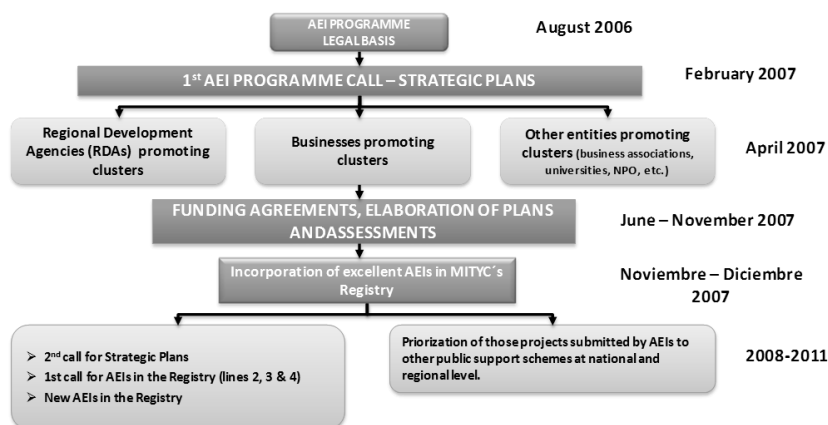 AEI PROGRAMME
LEGAL BASIS
August 2006
1st AEI PROGRAMME CALL – STRATEGIC PLANS
February 2007
Regional Development
Agencies (RDAs) promoting
clusters
Businesses promoting
clusters
Other entities promoting
clusters (business associations,
universities, NPO, etc.)
April 2007
FUNDING AGREEMENTS, ELABORATION OF PLANS
ANDASSESSMENTS
June – November 2007
Incorporation of excellent AEIs in MITYC´s
Registry
Noviembre – Diciembre
2007
➢ 2nd call for Strategic Plans
➢ 1st call for AEIs in the Registry (lines 2, 3 & 4)
➢ New AEIs in the Registry
Priorization of those projects submitted by AEIs to
other public support schemes at national and
regional level.
2008-2011